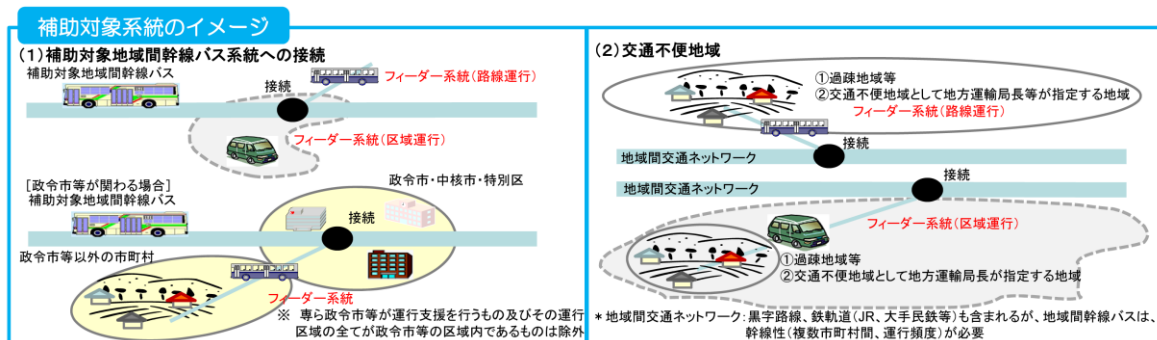 補助対象系統のイメージ
(1)補助対象地域間幹線バス系統への接続
補助対象地域間幹線バス
接続
フィーダー系統(路線運行)
フィーダー系統(区域運行)
[政令市等が関わる場合]
補助対象地域間幹線バス
政令市・中核市・特別区
接続
政令市等以外の市町村
フィーダー系統
※ 専ら政令市等が運行支援を行うもの及びその運行
区域の全てが政令市等の区域内であるものは除外
(2)交通不便地域
①過疎地域等
②交通不便地域として地方運輸局長等が指定する地域
フィーダー系統(路線運行)
接続
地域間交通ネットワーク
地域間交通ネットワーク
接続
フィーダー系統(区域運行)
①過疎地域等
②交通不便地域として地方運輸局長が指定する地域
*地域間交通ネットワーク:黒字路線、鉄軌道(JR、大手民鉄等)も含まれるが、地域間幹線バスは、
幹線性(複数市町村間、運行頻度)が必要